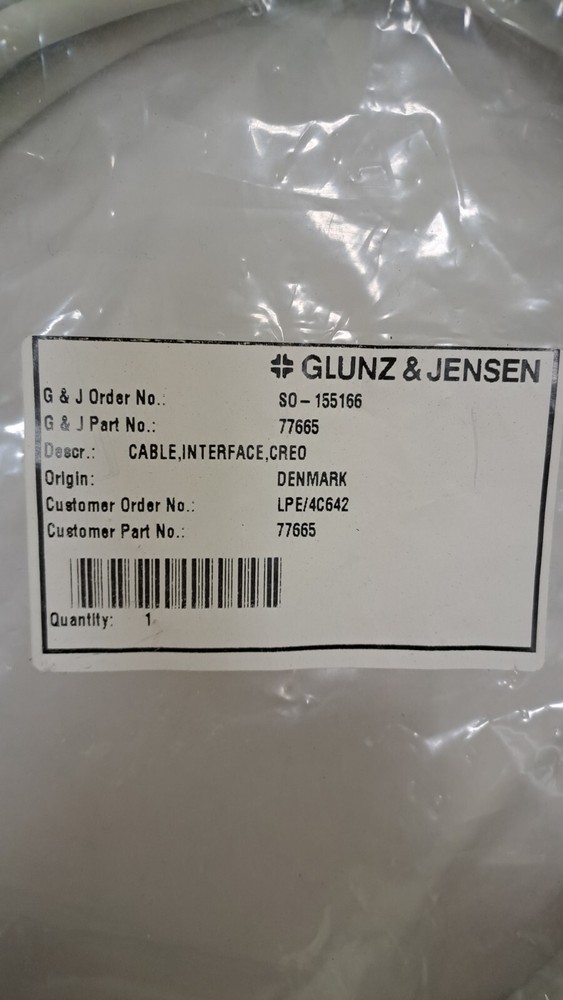 GLUNZ & JENSEN
G & J Order No.: SO-155166
G & J Part No.: 77665
Descr.: CABLE,INTERFACE,CREO
Origin: DENMARK
Customer Order No.: LPE/4C642
Customer Part No.: 77665
Quantity: 1